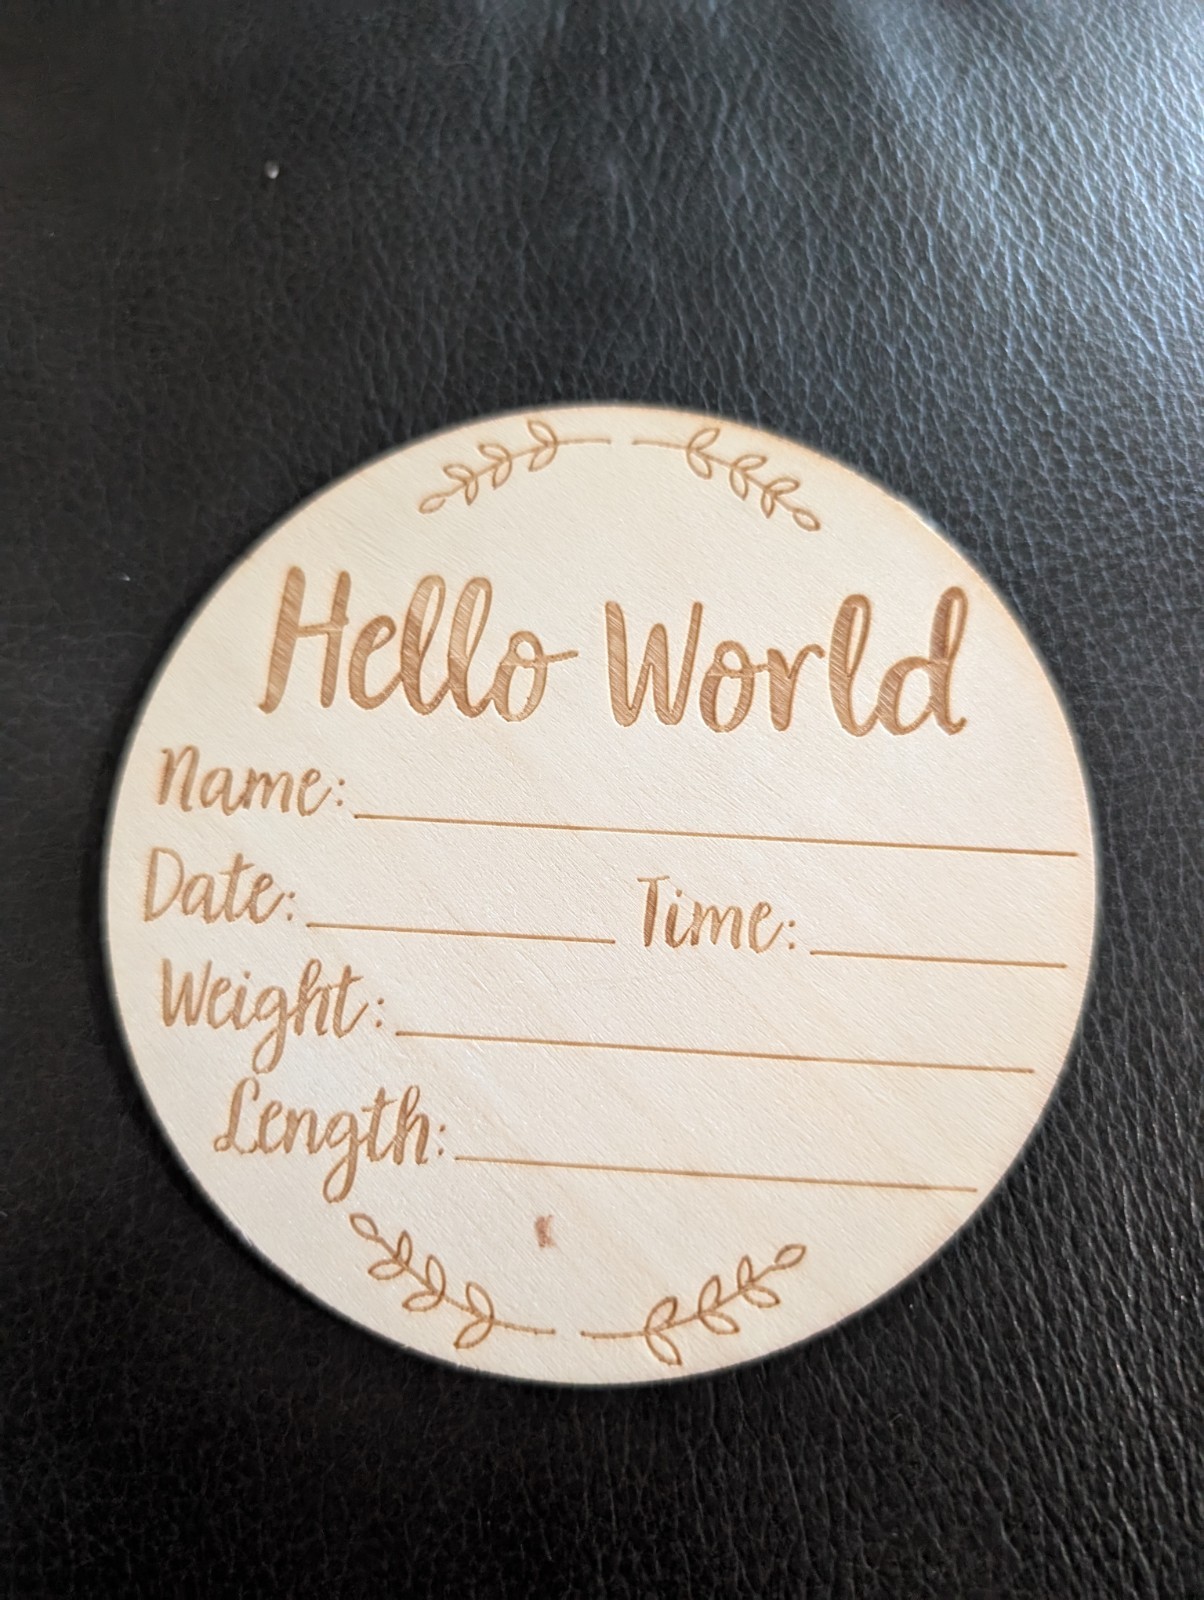 Hello World
Name:
Date: Time:
Weight:
Length: